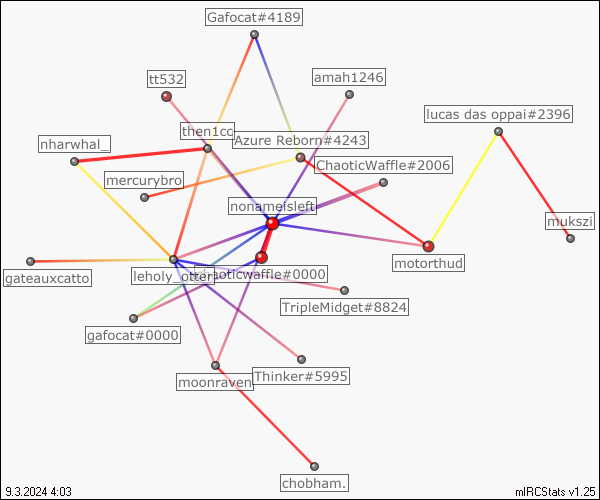 Gafocat#4189
tt532
amah1246
lucas das oppai#2396
then1cc
nharwhal_
Azure Reborn#4243
ChaoticWaffle#2006
mercurybro
nonameisleft
mukszi
motorthud
gateauxcatto
leholy_otter
haoticwaffle#0000
TripleMidget#8824
gafocat#0000
moonraven
Thinker#5995
chobham.
9.3.2024 4:03
mIRCStats v1.25